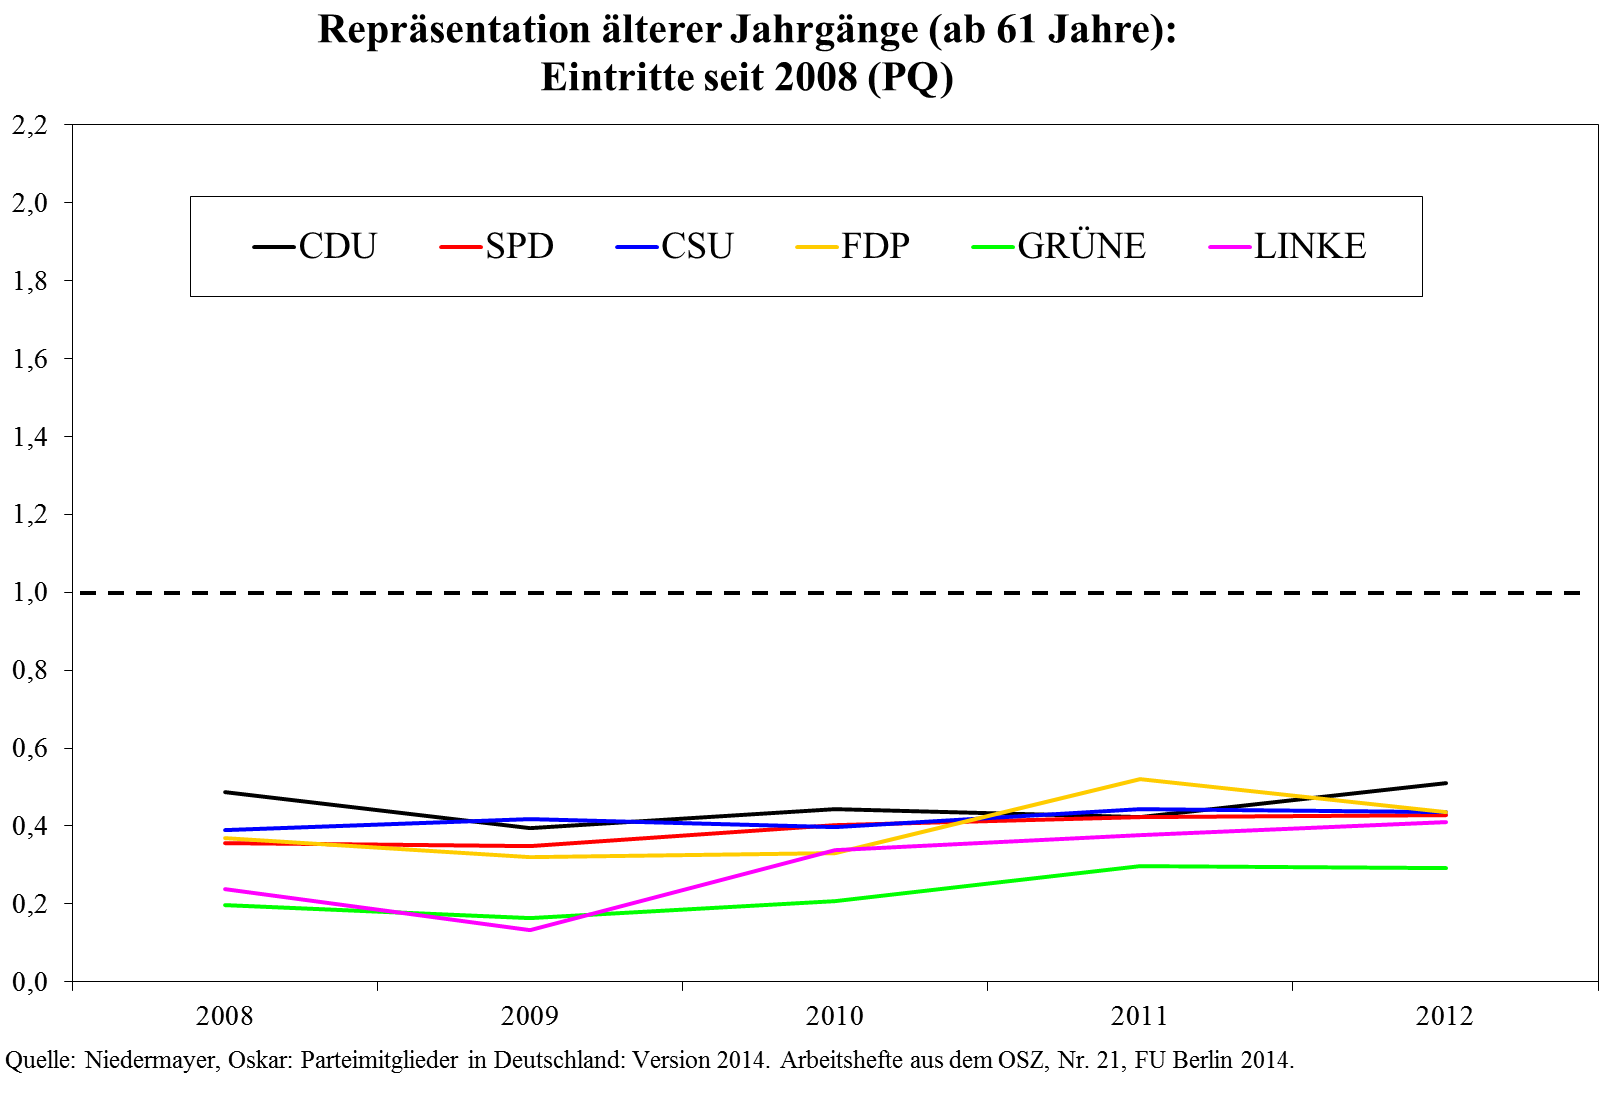 Repräsentation älterer Jahrgänge (ab 61 Jahre):
Eintritte seit 2008 (PQ)
2,2
2,0
CDU SPD CSU FDP GRÜNE LINKE
1,8
1,6
1,4
1,2
1,0
0,8
0,6
0,4
0,2
0,0
2008 2009 2010 2011 2012
Quelle: Niedermayer, Oskar: Parteimitglieder in Deutschland: Version 2014. Arbeitshefte aus dem OSZ, Nr. 21, FU Berlin 2014.